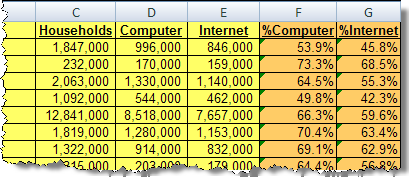 C D E F G
Households Computer Internet %Computer %Internet
1,847,000 996,000 846,000 53.9% 45.8%
232,000 170,000 159,000 73.3% 68.5%
2,063,000 1,330,000 1,140,000 64.5% 55.3%
1,092,000 544,000 462,000 49.8% 42.3%
12,841,000 8,518,000 7,657,000 66.3% 59.6%
1,819,000 1,280,000 1,153,000 70.4% 63.4%
1,322,000 914,000 832,000 69.1% 62.9%
315,000 203,000 179,000 64.4% 56.8%